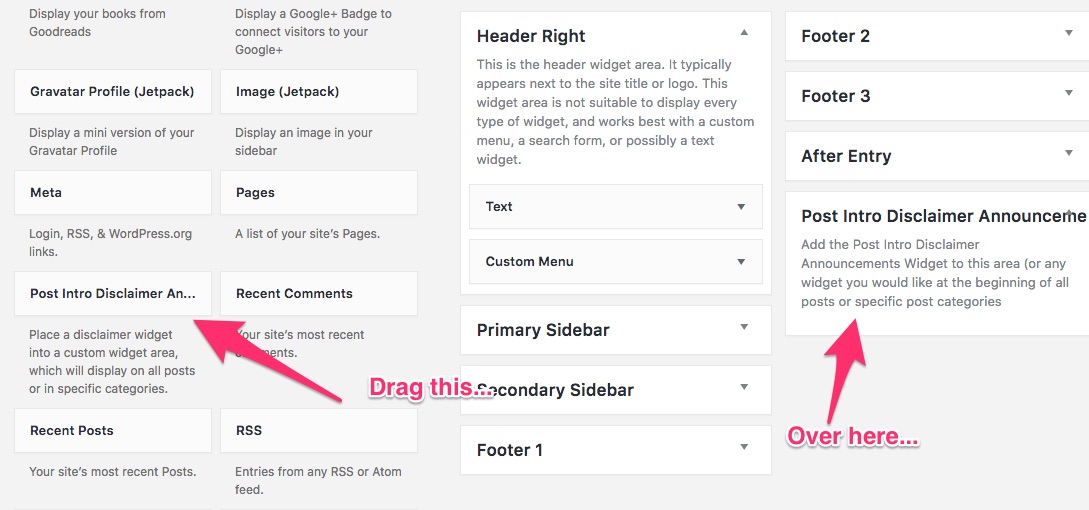 Display your books from
Goodreads
Display a Google+ Badge to
connect visitors to your
Google+
Gravatar Profile (Jetpack)
Image (Jetpack)
Display a mini version of your
Gravatar Profile
Display an image in your
sidebar
Meta
Pages
Login, RSS, & WordPress.org
links.
A list of your site's Pages.
Post Intro Disclaimer An...
Recent Comments
Place a disclaimer widget
into a custom widget area,
which will display on all posts
or in specific categories.
Your site's most recent
Drag this...
Recent Posts
RSS
Your site's most recent Posts.
Entries from any RSS or Atom
feed.
Header Right
This is the header widget area. It typically
appears next to the site title or logo. This
widget area is not suitable to display every
type of widget, and works best with a custom
menu, a search form, or possibly a text
widget.
Text
Custom Menu
Primary Sidebar
Secondary Sidebar
Footer 1
Footer 2
Footer 3
After Entry
Post Intro Disclaimer Announceme
Add the Post Intro Disclaimer
Announcements Widget to this area (or any
widget you would like at the beginning of all
posts or specific post categories
Over here...